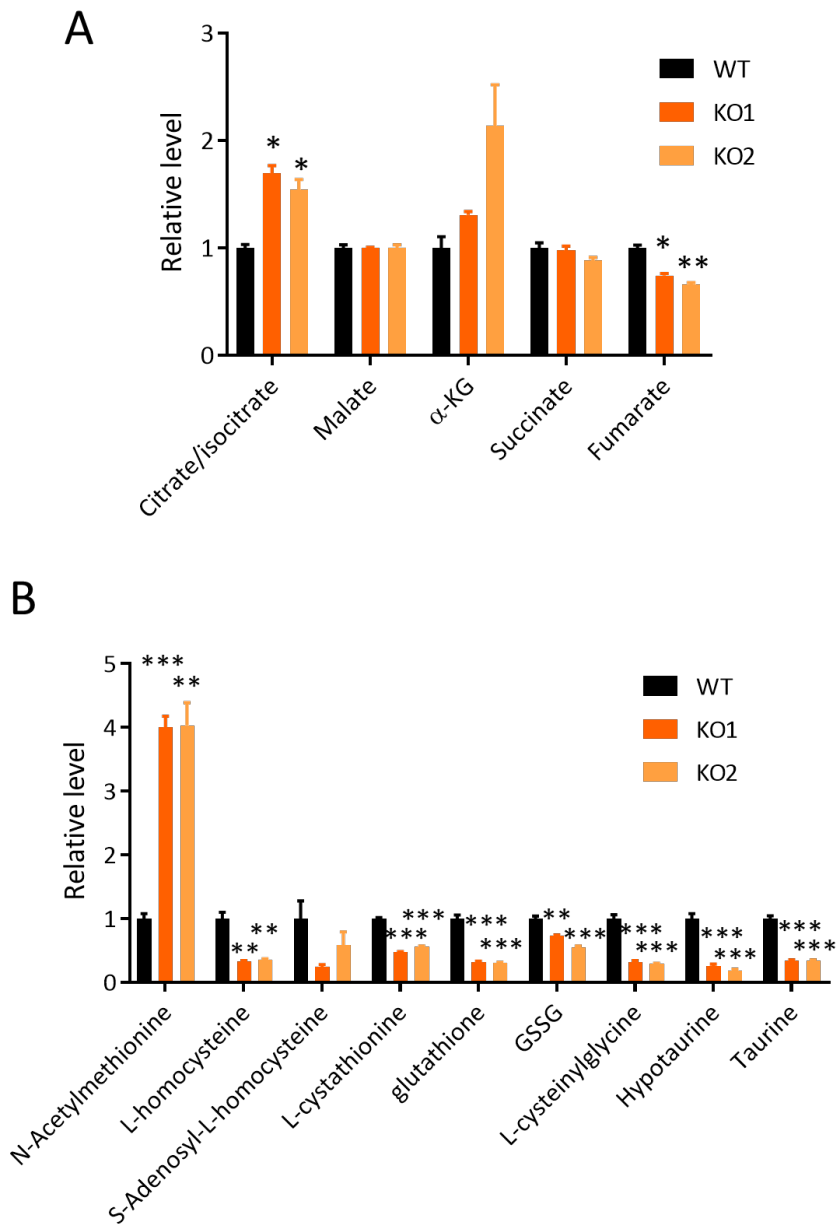 A
3
2
1
0
Relative level
WT
KO1
KO2
*
*
*
**
Citrate/isocitrate
Malate
α-KG
Succinate
Fumarate
B
5
4
3
2
1
0
Relative level
WT
KO1
KO2
***
**
**
**
***
***
***
***
**
***
***
***
***
***
***
***
N-Acetylmethionine
L-homocysteine
S-Adenosyl-L-homocysteine
L-cystathionine
glutathione
GSSG
L-cysteinylglycine
Hypotaurine
Taurine